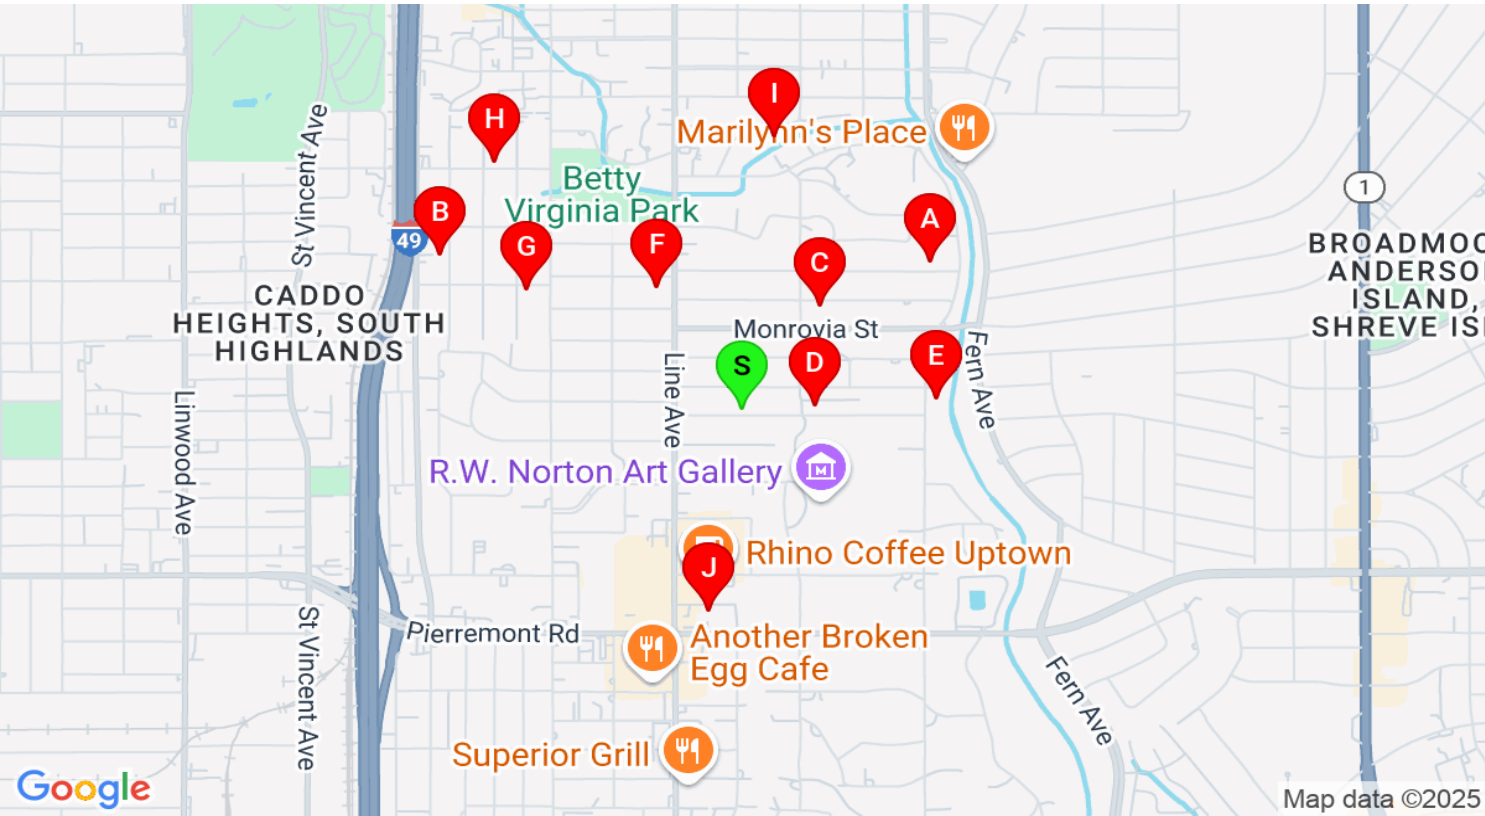 I
H
Marilynn's Place
St Vincent Ave
Betty
Virginia Park
B
A
1
49
G
F
C
BROADMOO
ANDERSO
ISLAND,
SHREVE ISL
CADDO
HEIGHTS, SOUTH
HIGHLANDS
Monrovia St
S
D
E
Fern Ave
Line Ave
Linwood Ave
R.W. Norton Art Gallery
Rhino Coffee Uptown
J
Pierremont Rd
Another Broken
Egg Cafe
St Vincent Ave
Fern Ave
Superior Grill
Google
Map data ©2025